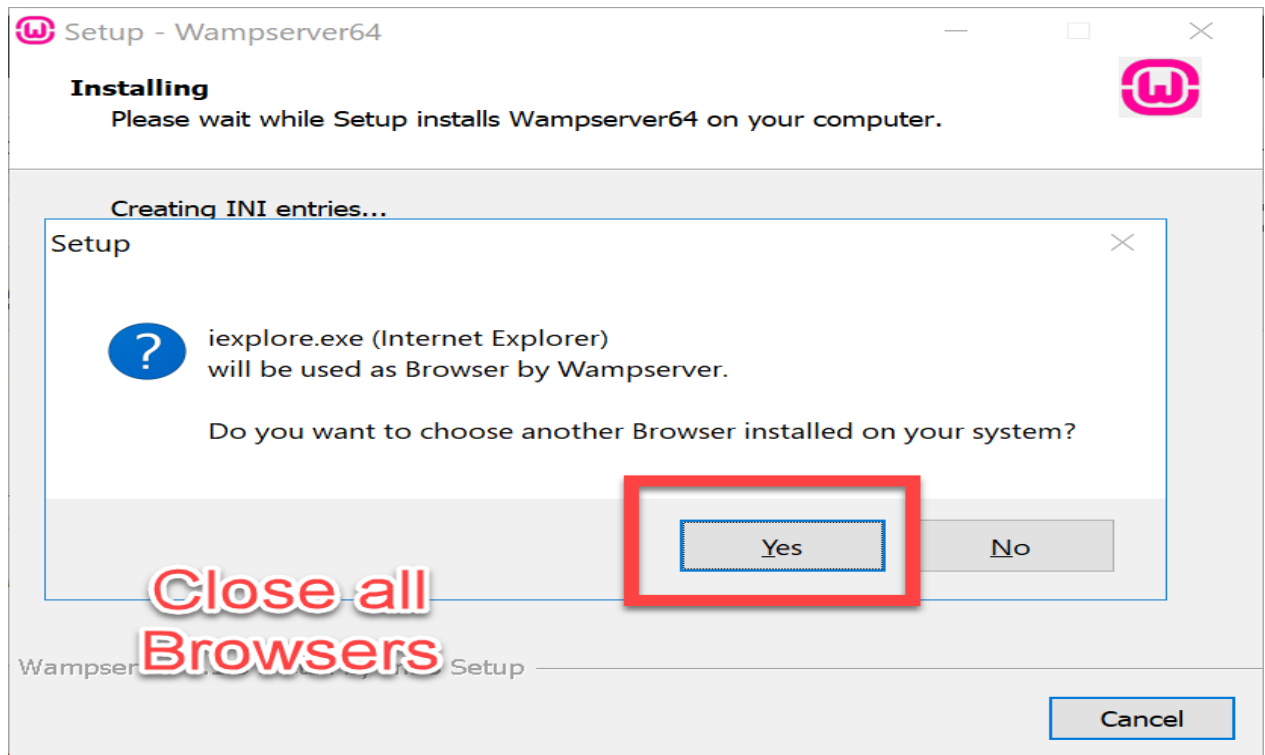 Setup - Wampserver64
Installing
Please wait while Setup installs Wampserver64 on your computer.
Creating INI entries...
Setup
iexplore.exe (Internet Explorer)
will be used as Browser by Wampserver.
Do you want to choose another Browser installed on your system?
Yes
No
Close all
Browsers
Setup
Cancel